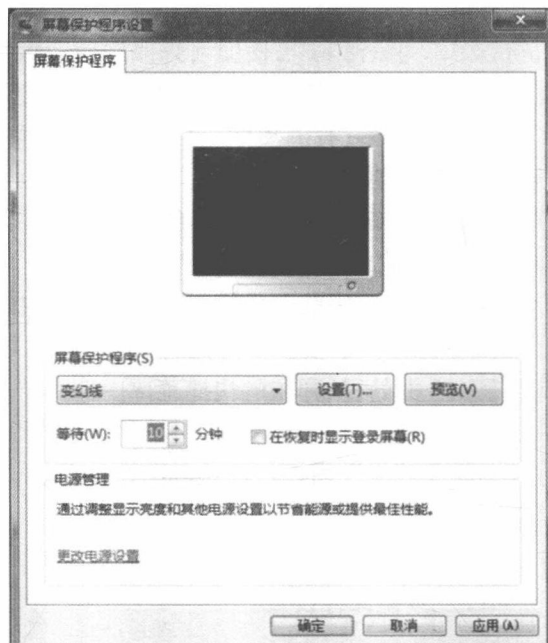 屏幕保护程序设置
屏幕保护程序
屏幕保护程序(S)
变幻线
设置(T)...
预览(V)
等待(W): 10 分钟
在恢复时显示登录屏幕(R)
电源管理
通过调整显示亮度和其他电源设置以节省能源或提供最佳性能。
更改电源设置
确定
取消
应用(A)